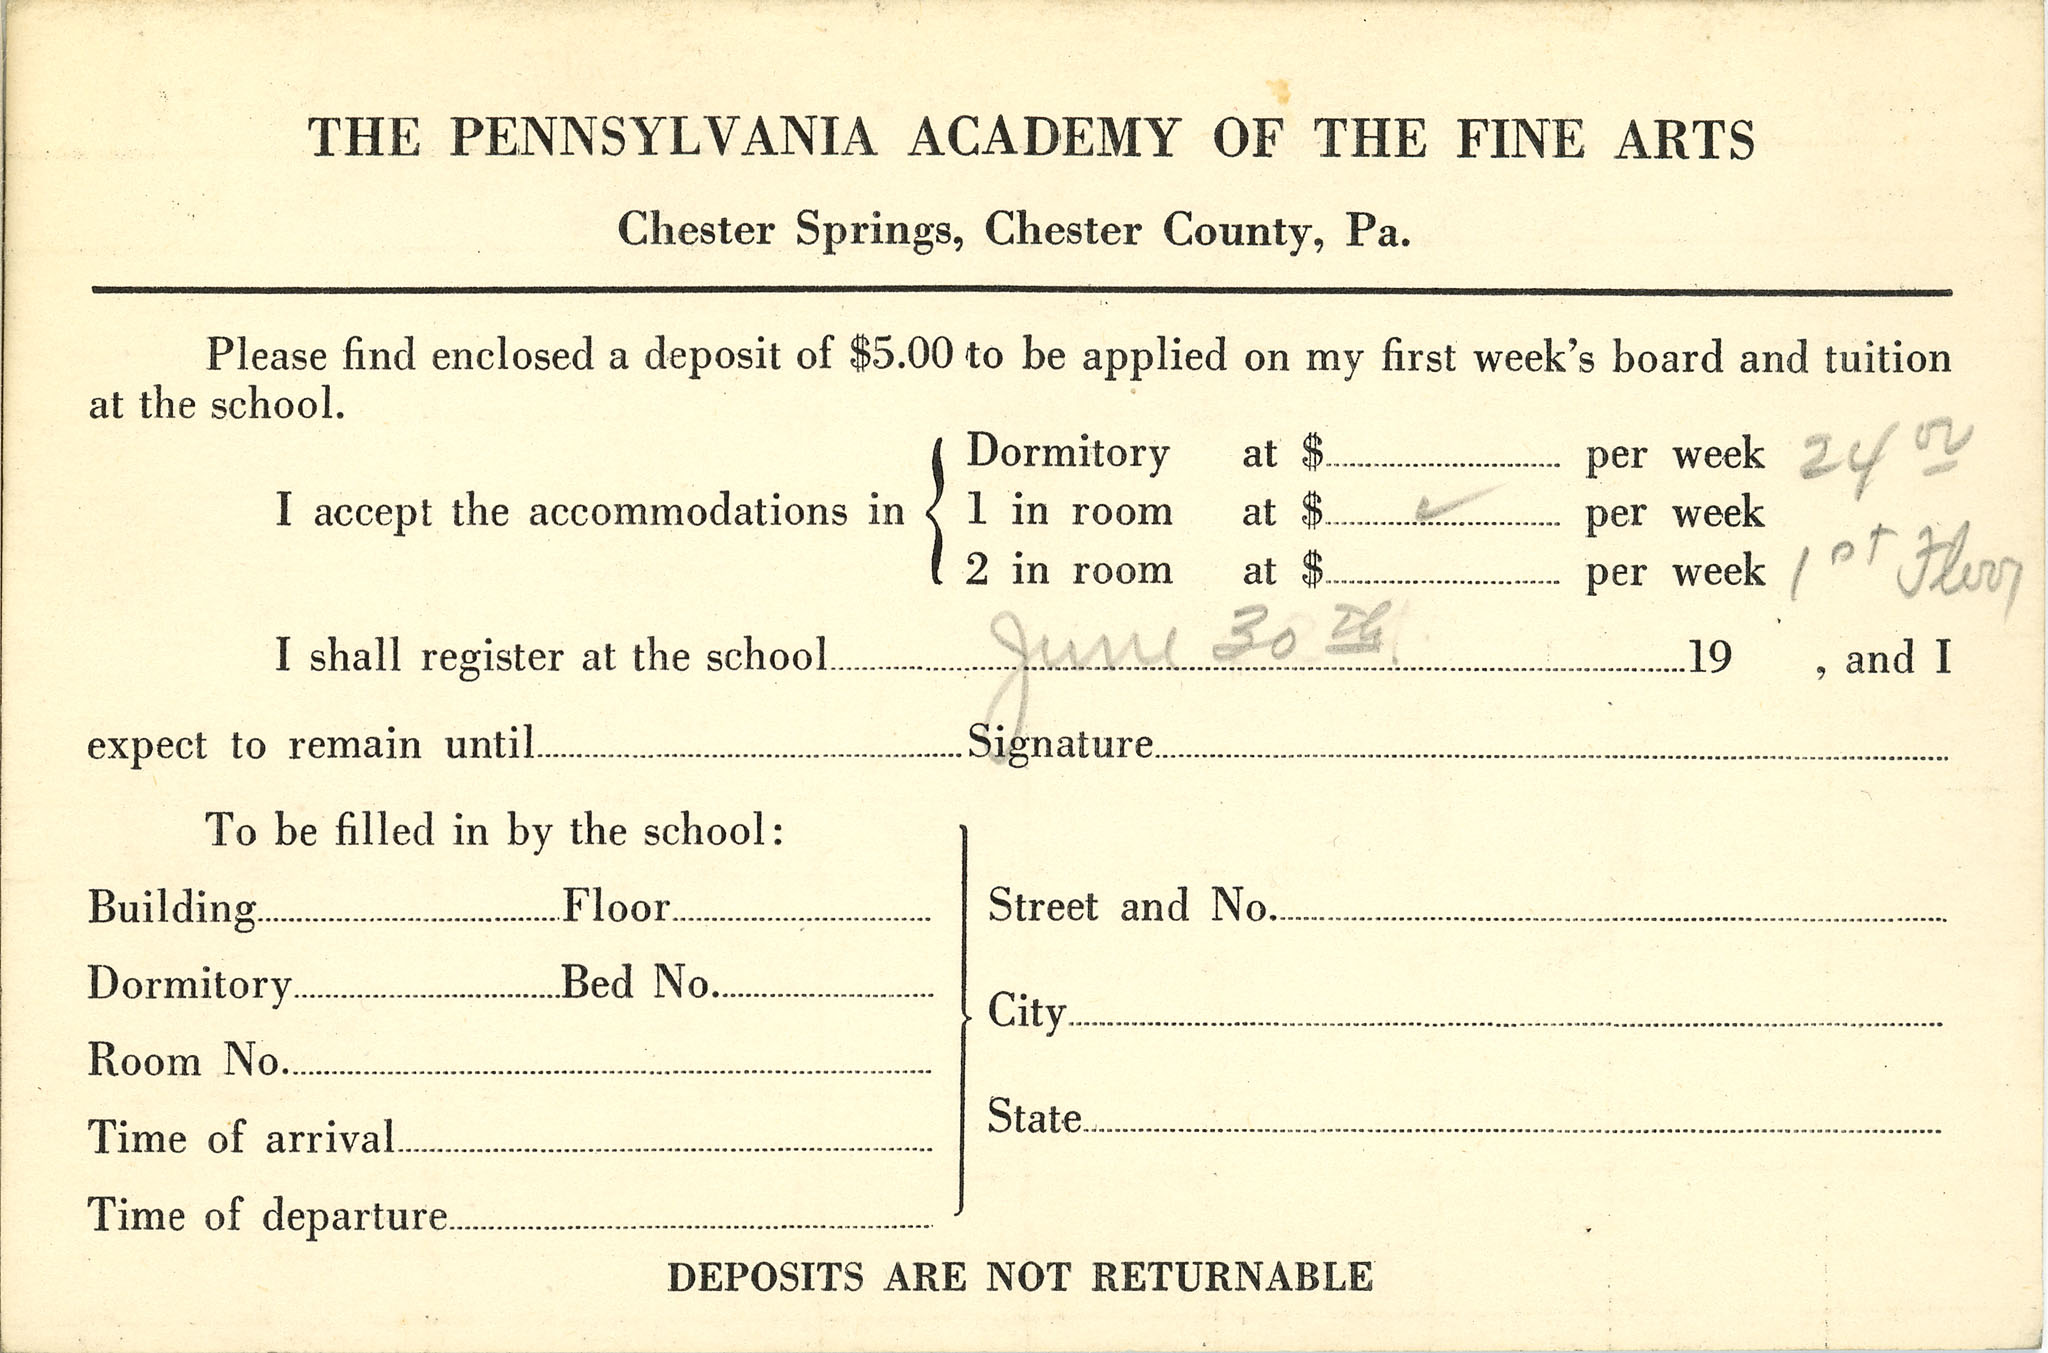 THE PENNSYLVANIA ACADEMY OF THE FINE ARTS
Chester Springs, Chester County, Pa.
Please find enclosed a deposit of $5.00 to be applied on my first week's board and tuition
at the school.
Dormitory at $ per week 24 00
I accept the accommodations in 1 in room at $ ✓ per week
2 in room at $ per week 1st Floor
I shall register at the school June 30th 19 , and I
expect to remain until Signature
To be filled in by the school:
Building Floor
Street and No.
Dormitory Bed No.
City
Room No.
State
Time of arrival
Time of departure
DEPOSITS ARE NOT RETURNABLE